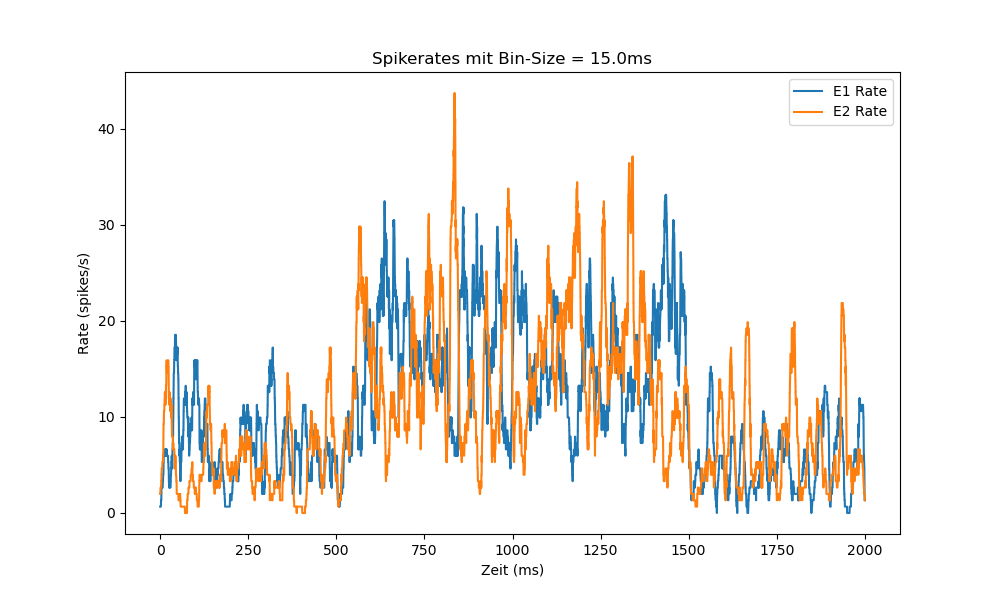 Spikerates mit Bin-Size = 15.0ms
E1 Rate
E2 Rate
Rate (spikes/s)
40
30
20
10
0
0 250 500 750 1000 1250 1500 1750 2000
Zeit (ms)